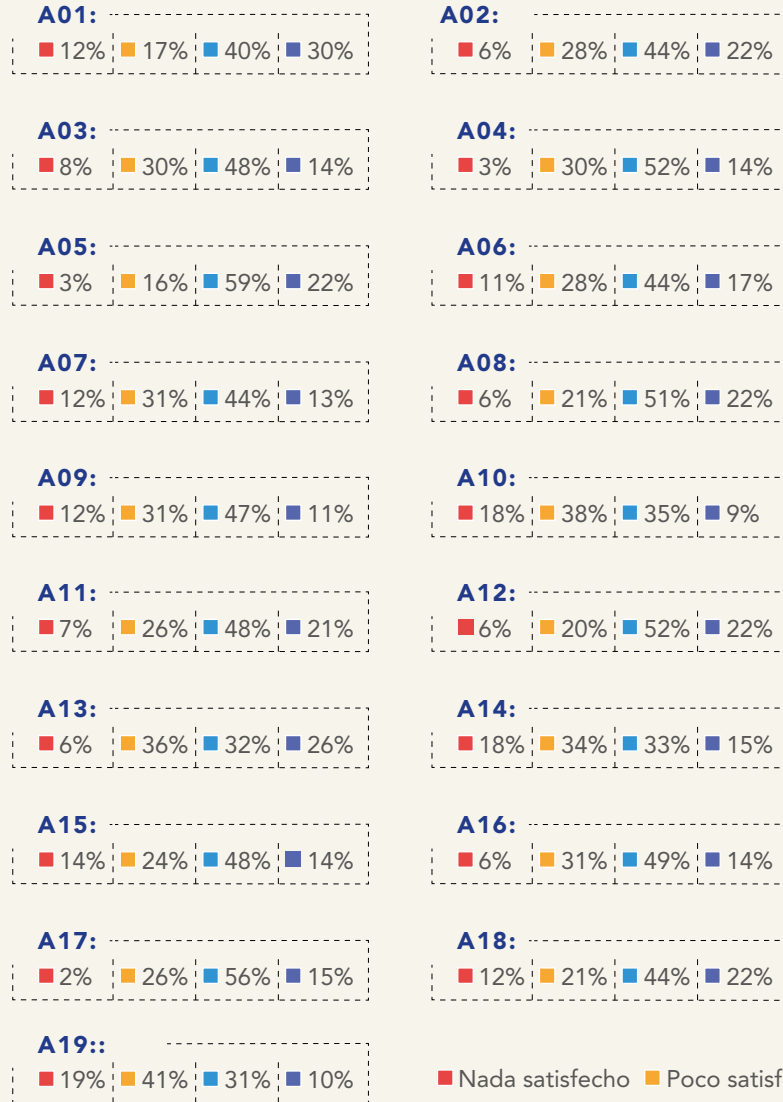 A01:
12% 17% 40% 30%
A02:
6% 28% 44% 22%
A03:
8% 30% 48% 14%
A04:
3% 30% 52% 14%
A05:
3% 16% 59% 22%
A06:
11% 28% 44% 17%
A07:
12% 31% 44% 13%
A08:
6% 21% 51% 22%
A09:
12% 31% 47% 11%
A10:
18% 38% 35% 9%
A11:
7% 26% 48% 21%
A12:
6% 20% 52% 22%
A13:
6% 36% 32% 26%
A14:
18% 34% 33% 15%
A15:
14% 24% 48% 14%
A16:
6% 31% 49% 14%
A17:
2% 26% 56% 15%
A18:
12% 21% 44% 22%
A19::
19% 41% 31% 10%
Nada satisfecho Poco satisf